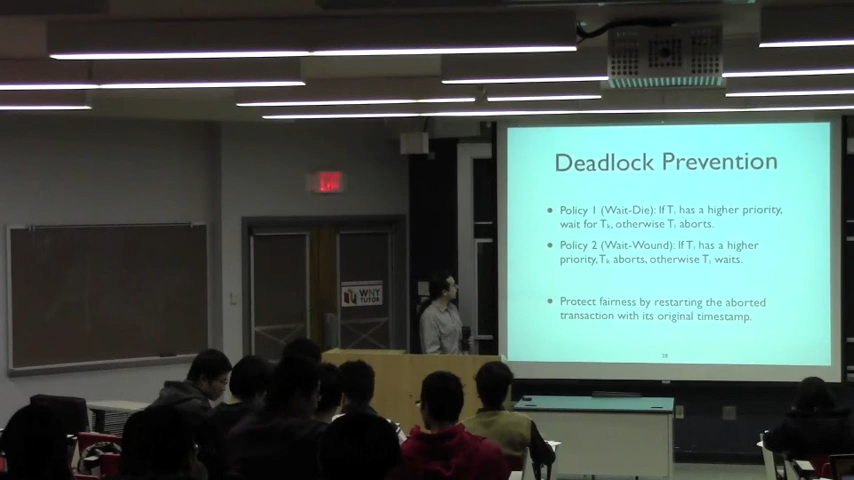 EXIT
WNY
TUTOR
Deadlock Prevention
• Policy 1 (Wait-Die): If Tᵢ has a higher priority,
wait for Tₖ, otherwise Tᵢ aborts.
• Policy 2 (Wait-Wound): If Tᵢ has a higher
priority, Tₖ aborts, otherwise Tᵢ waits.
• Protect fairness by restarting the aborted
transaction with its original timestamp.